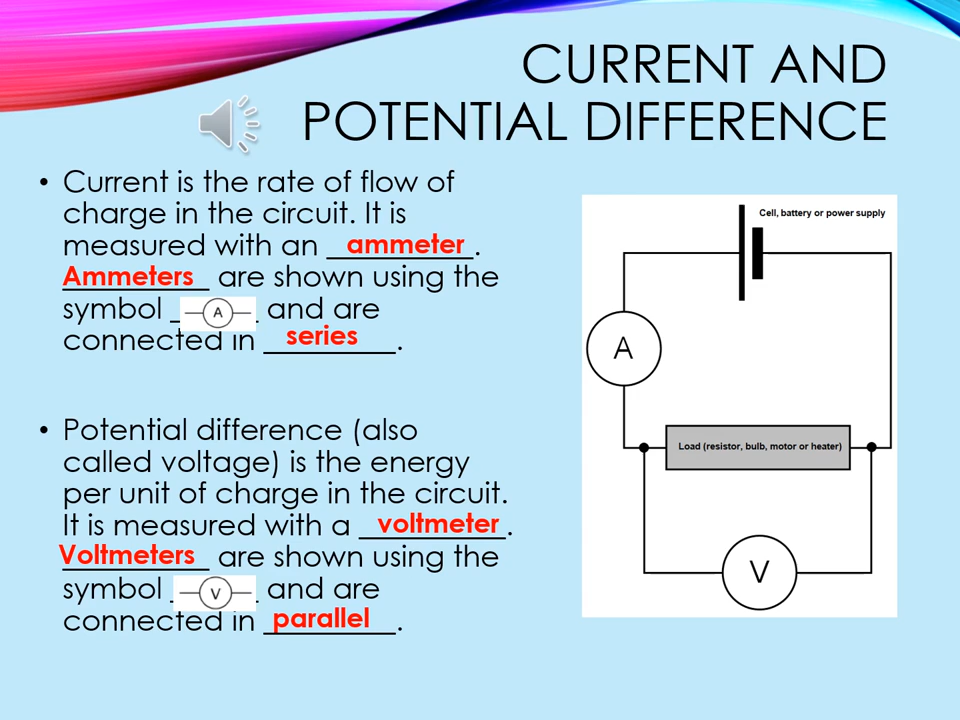 CURRENT AND
POTENTIAL DIFFERENCE
• Current is the rate of flow of
charge in the circuit. It is
measured with an ammeter.
Ammeters are shown using the
symbol A and are
connected in series.
• Potential difference (also
called voltage) is the energy
per unit of charge in the circuit.
It is measured with a voltmeter.
Voltmeters are shown using the
symbol V and are
connected in parallel.
Cell, battery or power supply
A
Load (resistor, bulb, motor or heater)
V